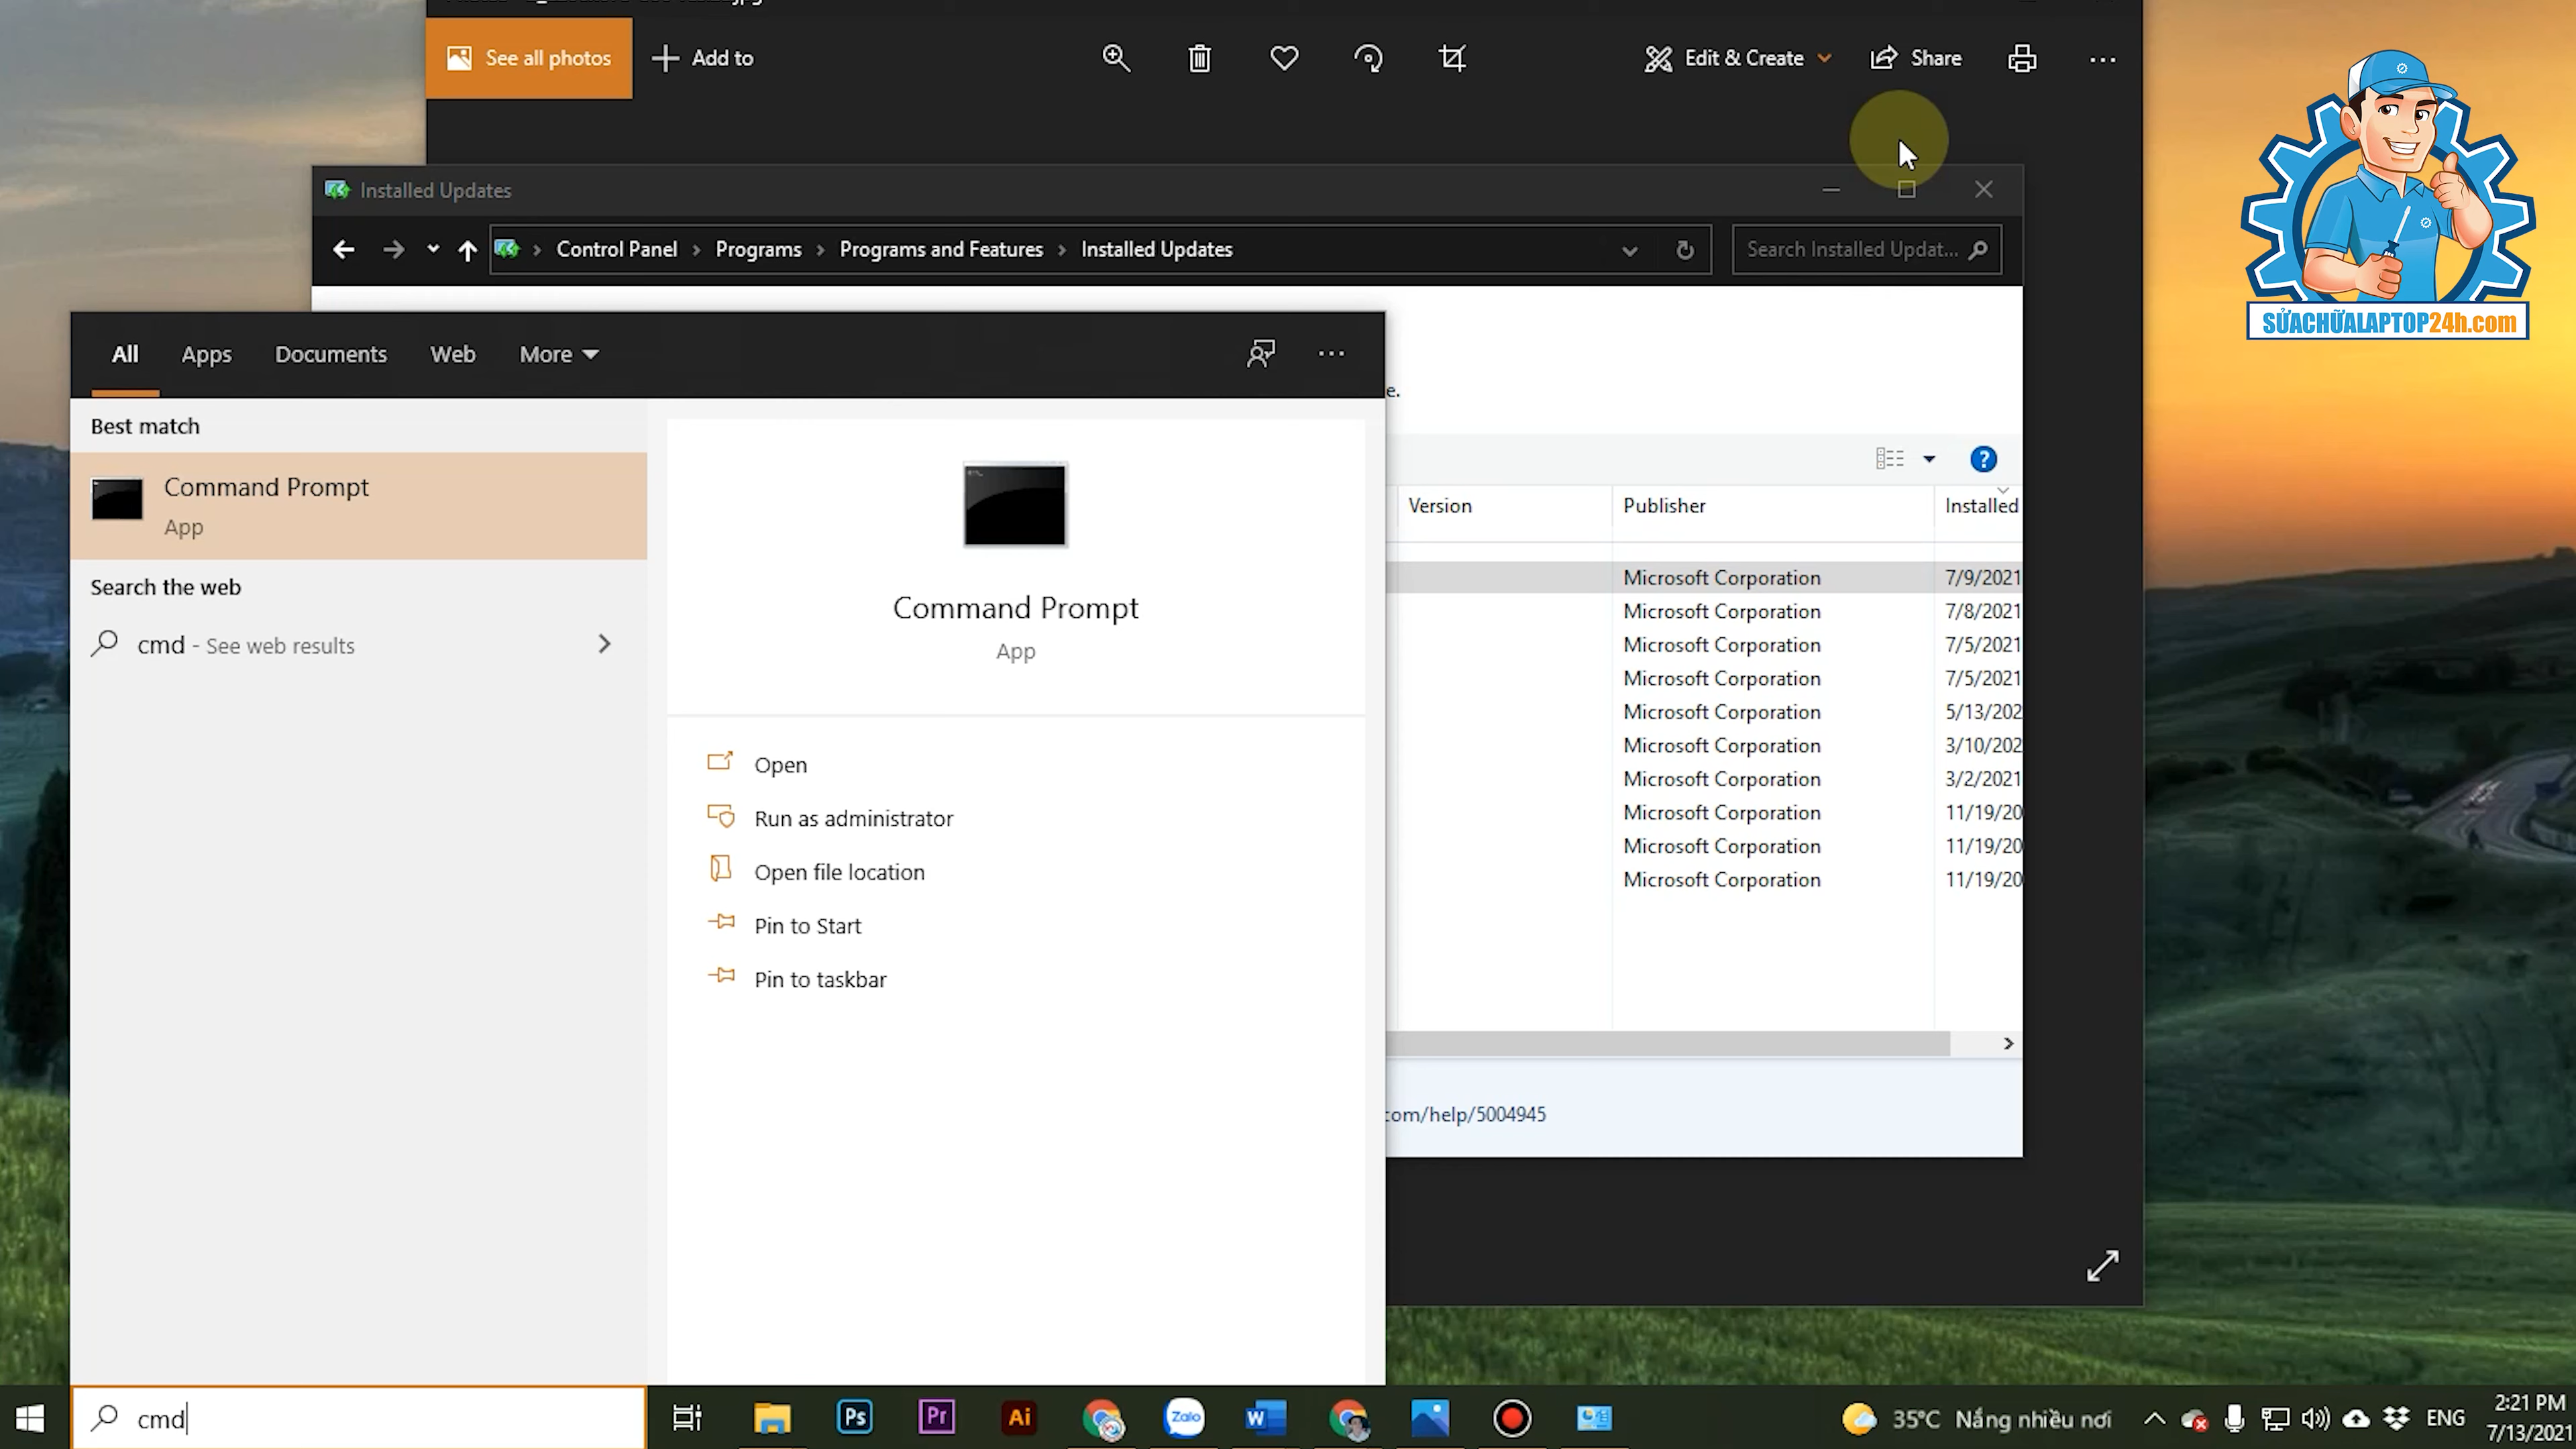 See all photos
Add to
Edit & Create
Share
SỬACHỮALAPTOP24h.com
Installed Updates
Control Panel
Programs
Programs and Features
Installed Updates
Search Installed Updat...
All
Apps
Documents
Web
More
e.
Best match
Command Prompt
App
Search the web
cmd - See web results
Command Prompt
App
Open
Run as administrator
Open file location
Pin to Start
Pin to taskbar
Version
Publisher
Installed
Microsoft Corporation 7/9/2021
Microsoft Corporation 7/8/2021
Microsoft Corporation 7/5/2021
Microsoft Corporation 7/5/2021
Microsoft Corporation 5/13/202
Microsoft Corporation 3/10/202
Microsoft Corporation 3/2/2021
Microsoft Corporation 11/19/20
Microsoft Corporation 11/19/20
Microsoft Corporation 11/19/20
com/help/5004945
cmd
Ps
Pr
Ai
Zalo
W
35°C Nắng nhiều nơi
ENG
2:21 PM
7/13/2021